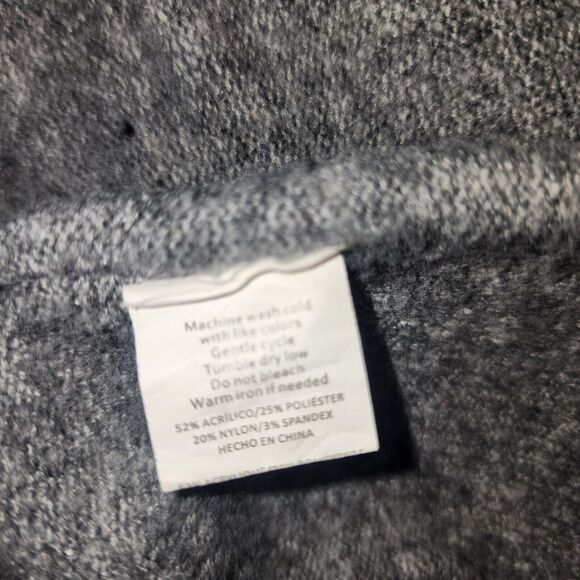 Machine wash cold
with like colors
Gentle cycle
Tumble dry low
Do not bleach
Warm iron if needed
52% ACRÍLICO/25% POLIÉSTER
20% NYLON/3% SPANDEX
HECHO EN CHINA